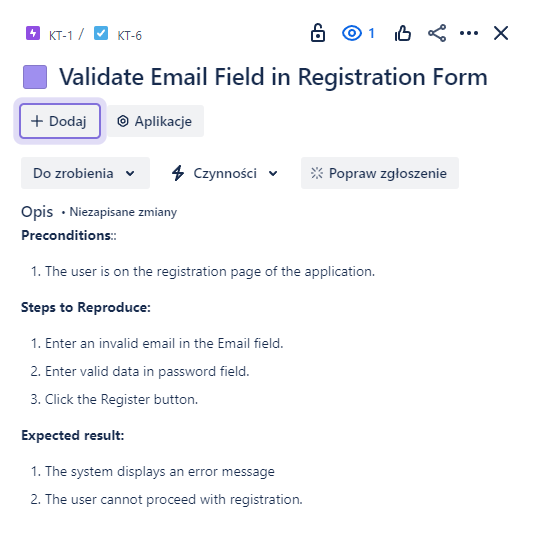 KT-1 / KT-6
1
Validate Email Field in Registration Form
Dodaj Aplikacje
Do zrobienia Czynności Popraw zgłoszenie
Opis • Niezapisane zmiany
Preconditions::
1. The user is on the registration page of the application.
Steps to Reproduce:
1. Enter an invalid email in the Email field.
2. Enter valid data in password field.
3. Click the Register button.
Expected result:
1. The system displays an error message
2. The user cannot proceed with registration.